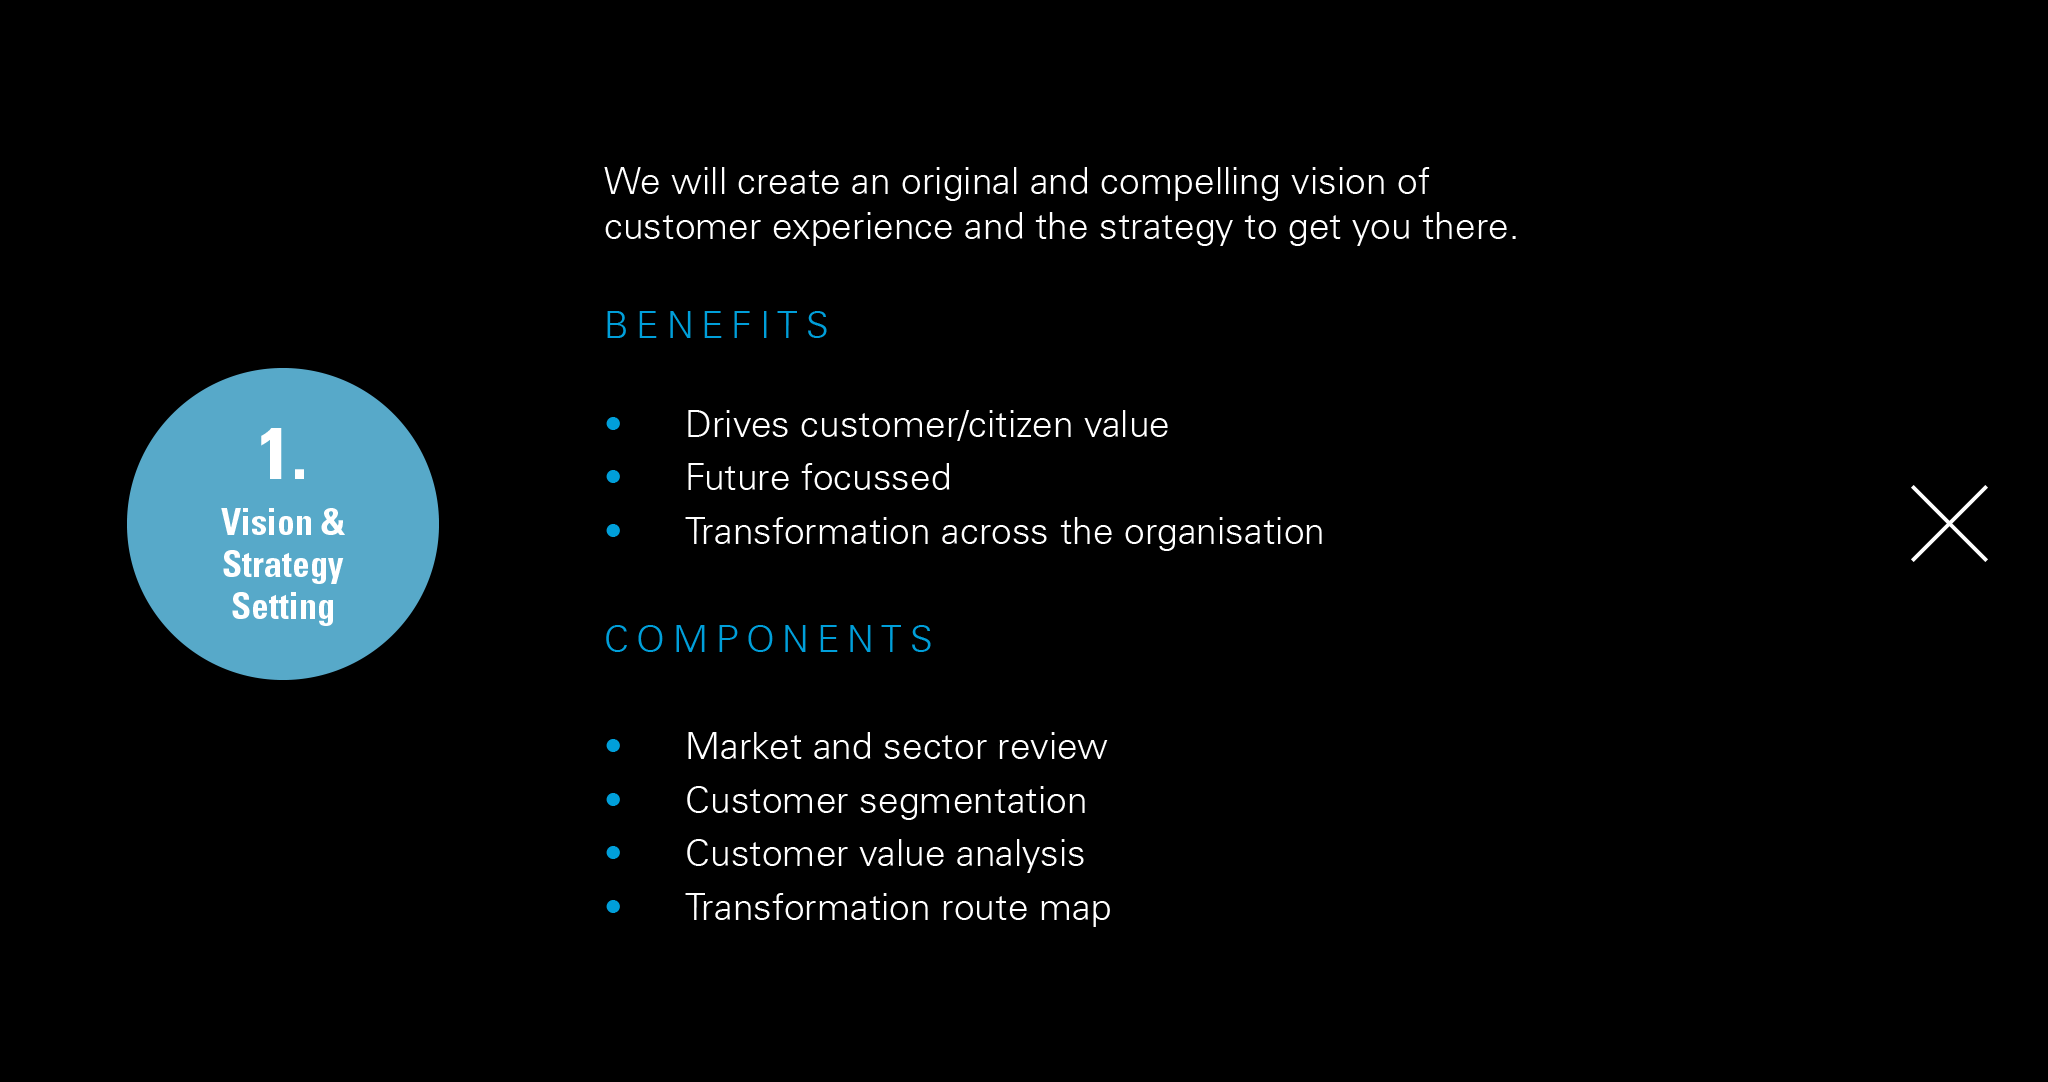 1.
Vision &
Strategy
Setting
We will create an original and compelling vision of
customer experience and the strategy to get you there.
BENEFITS
• Drives customer/citizen value
• Future focussed
• Transformation across the organisation
COMPONENTS
• Market and sector review
• Customer segmentation
• Customer value analysis
• Transformation route map